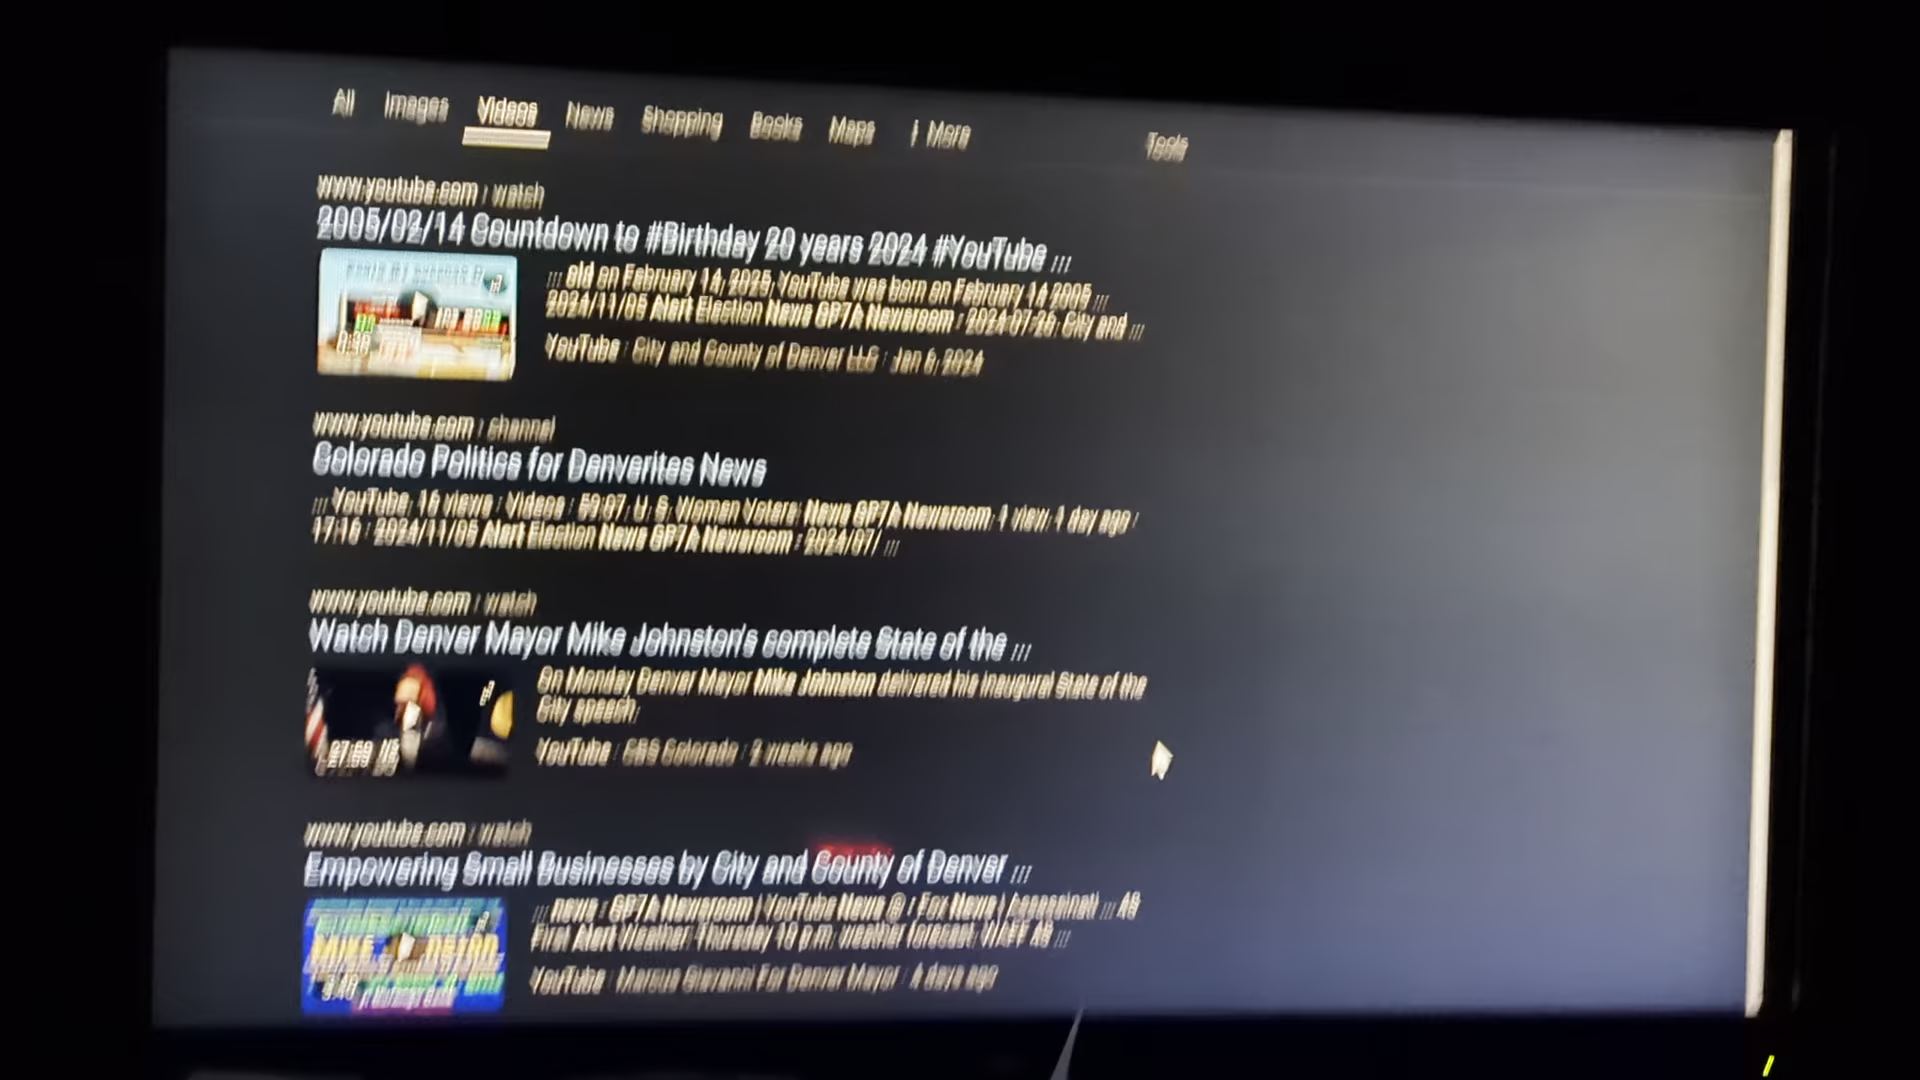 All Images Videos News Shopping Books Maps More Tools
www.youtube.com › watch
2005/02/14 Countdown to #Birthday 20 years 2024 #YouTube ...
... old on February 14, 2025, YouTube was born on February 14 2005 ...
2024/11/05 Alert Election News GP7A Newsroom : 2024-07-26, City and ...
YouTube · City and County of Denver LLC · Jan 6, 2024
www.youtube.com › channel
Colorado Politics for Denverites News
... YouTube. 16 views · Videos · 59:07. U. S. Women Voters: News GP7A Newsroom. 1 view. 1 day ago ;
17:16 · 2024/11/05 Alert Election News GP7A Newsroom : 2024/07/ ...
www.youtube.com › watch
Watch Denver Mayor Mike Johnston's complete State of the ...
On Monday Denver Mayor Mike Johnston delivered his inaugural State of the
City speech.
27:59
YouTube · CBS Colorado · 2 weeks ago
www.youtube.com › watch
Empowering Small Businesses by City and County of Denver ...
... news : GP7A Newsroom | YouTube News @ : Fox News | Assassinati ... 48
First Alert Weather: Thursday 10 p.m. weather forecast. WAFF 48 ...
YouTube · Marcus Giavanni For Denver Mayor · 4 days ago